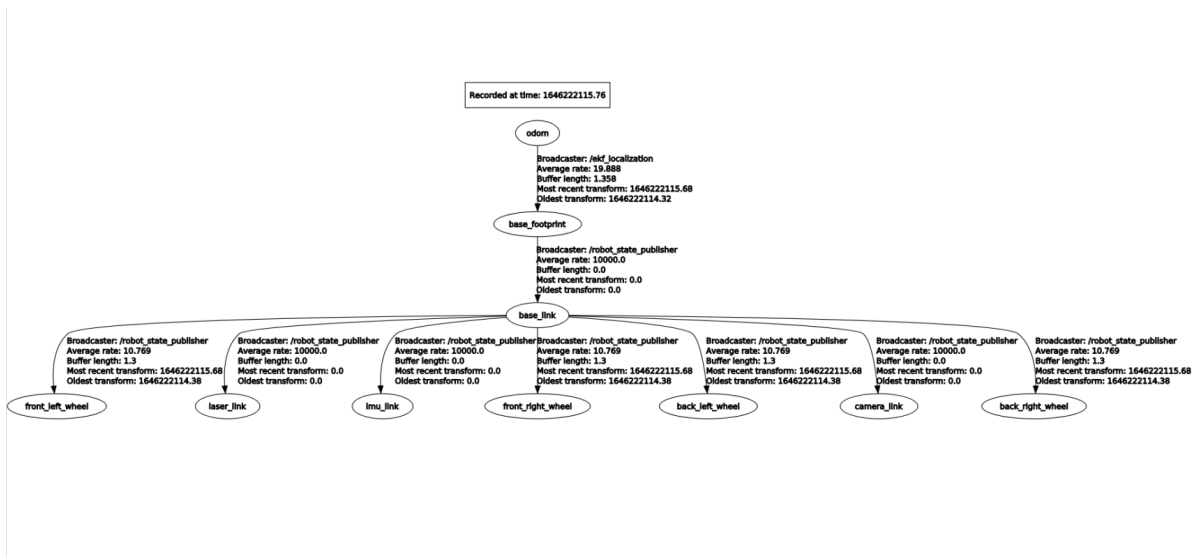 Recorded at time: 1646222115.76
odom
Broadcaster: /ekf_localization
Average rate: 19.888
Buffer length: 1.358
Most recent transform: 1646222115.68
Oldest transform: 1646222114.32
base_footprint
Broadcaster: /robot_state_publisher
Average rate: 10000.0
Buffer length: 0.0
Most recent transform: 0.0
Oldest transform: 0.0
base_link
Broadcaster: /robot_state_publisher
Average rate: 10.769
Buffer length: 1.3
Most recent transform: 1646222115.68
Oldest transform: 1646222114.38
front_left_wheel
Broadcaster: /robot_state_publisher
Average rate: 10000.0
Buffer length: 0.0
Most recent transform: 0.0
Oldest transform: 0.0
laser_link
Broadcaster: /robot_state_publisher
Average rate: 10000.0
Buffer length: 0.0
Most recent transform: 0.0
Oldest transform: 0.0
imu_link
Broadcaster: /robot_state_publisher
Average rate: 10.769
Buffer length: 1.3
Most recent transform: 1646222115.68
Oldest transform: 1646222114.38
front_right_wheel
Broadcaster: /robot_state_publisher
Average rate: 10.769
Buffer length: 1.3
Most recent transform: 1646222115.68
Oldest transform: 1646222114.38
back_left_wheel
Broadcaster: /robot_state_publisher
Average rate: 10000.0
Buffer length: 0.0
Most recent transform: 0.0
Oldest transform: 0.0
camera_link
Broadcaster: /robot_state_publisher
Average rate: 10.769
Buffer length: 1.3
Most recent transform: 1646222115.68
Oldest transform: 1646222114.38
back_right_wheel